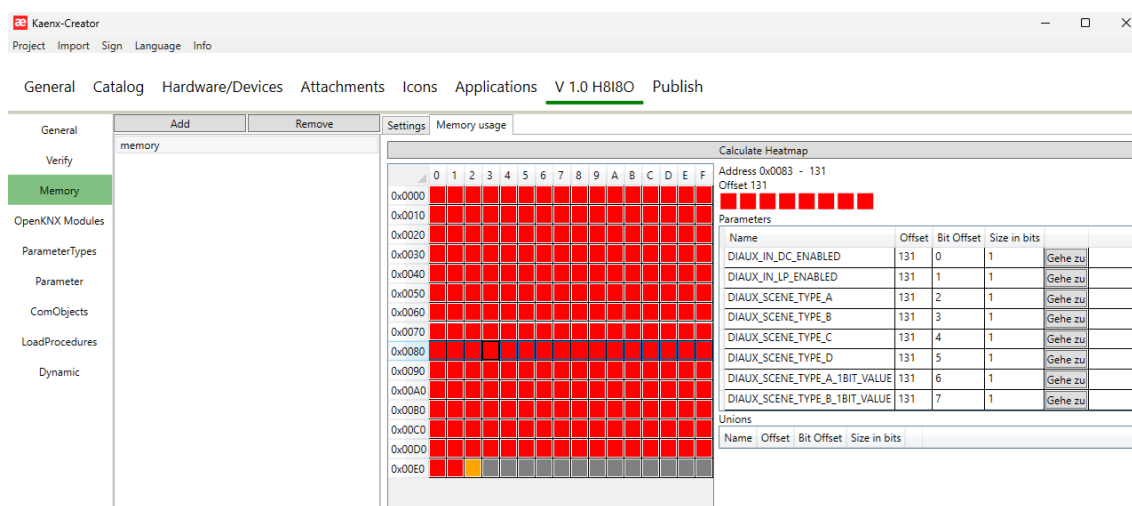 æ Kaenx-Creator
Project Import Sign Language Info
General Catalog Hardware/Devices Attachments Icons Applications V 1.0 H8I8O Publish
General
Verify
Memory
OpenKNX Modules
ParameterTypes
Parameter
ComObjects
LoadProcedures
Dynamic
Add Remove
memory
Settings Memory usage
Calculate Heatmap
0 1 2 3 4 5 6 7 8 9 A B C D E F
0x0000
0x0010
0x0020
0x0030
0x0040
0x0050
0x0060
0x0070
0x0080
0x0090
0x00A0
0x00B0
0x00C0
0x00D0
0x00E0
Address 0x0083 - 131
Offset 131
Parameters
Name Offset Bit Offset Size in bits
DIAUX_IN_DC_ENABLED 131 0 1 Gehe zu
DIAUX_IN_LP_ENABLED 131 1 1 Gehe zu
DIAUX_SCENE_TYPE_A 131 2 1 Gehe zu
DIAUX_SCENE_TYPE_B 131 3 1 Gehe zu
DIAUX_SCENE_TYPE_C 131 4 1 Gehe zu
DIAUX_SCENE_TYPE_D 131 5 1 Gehe zu
DIAUX_SCENE_TYPE_A_1BIT_VALUE 131 6 1 Gehe zu
DIAUX_SCENE_TYPE_B_1BIT_VALUE 131 7 1 Gehe zu
Unions
Name Offset Bit Offset Size in bits